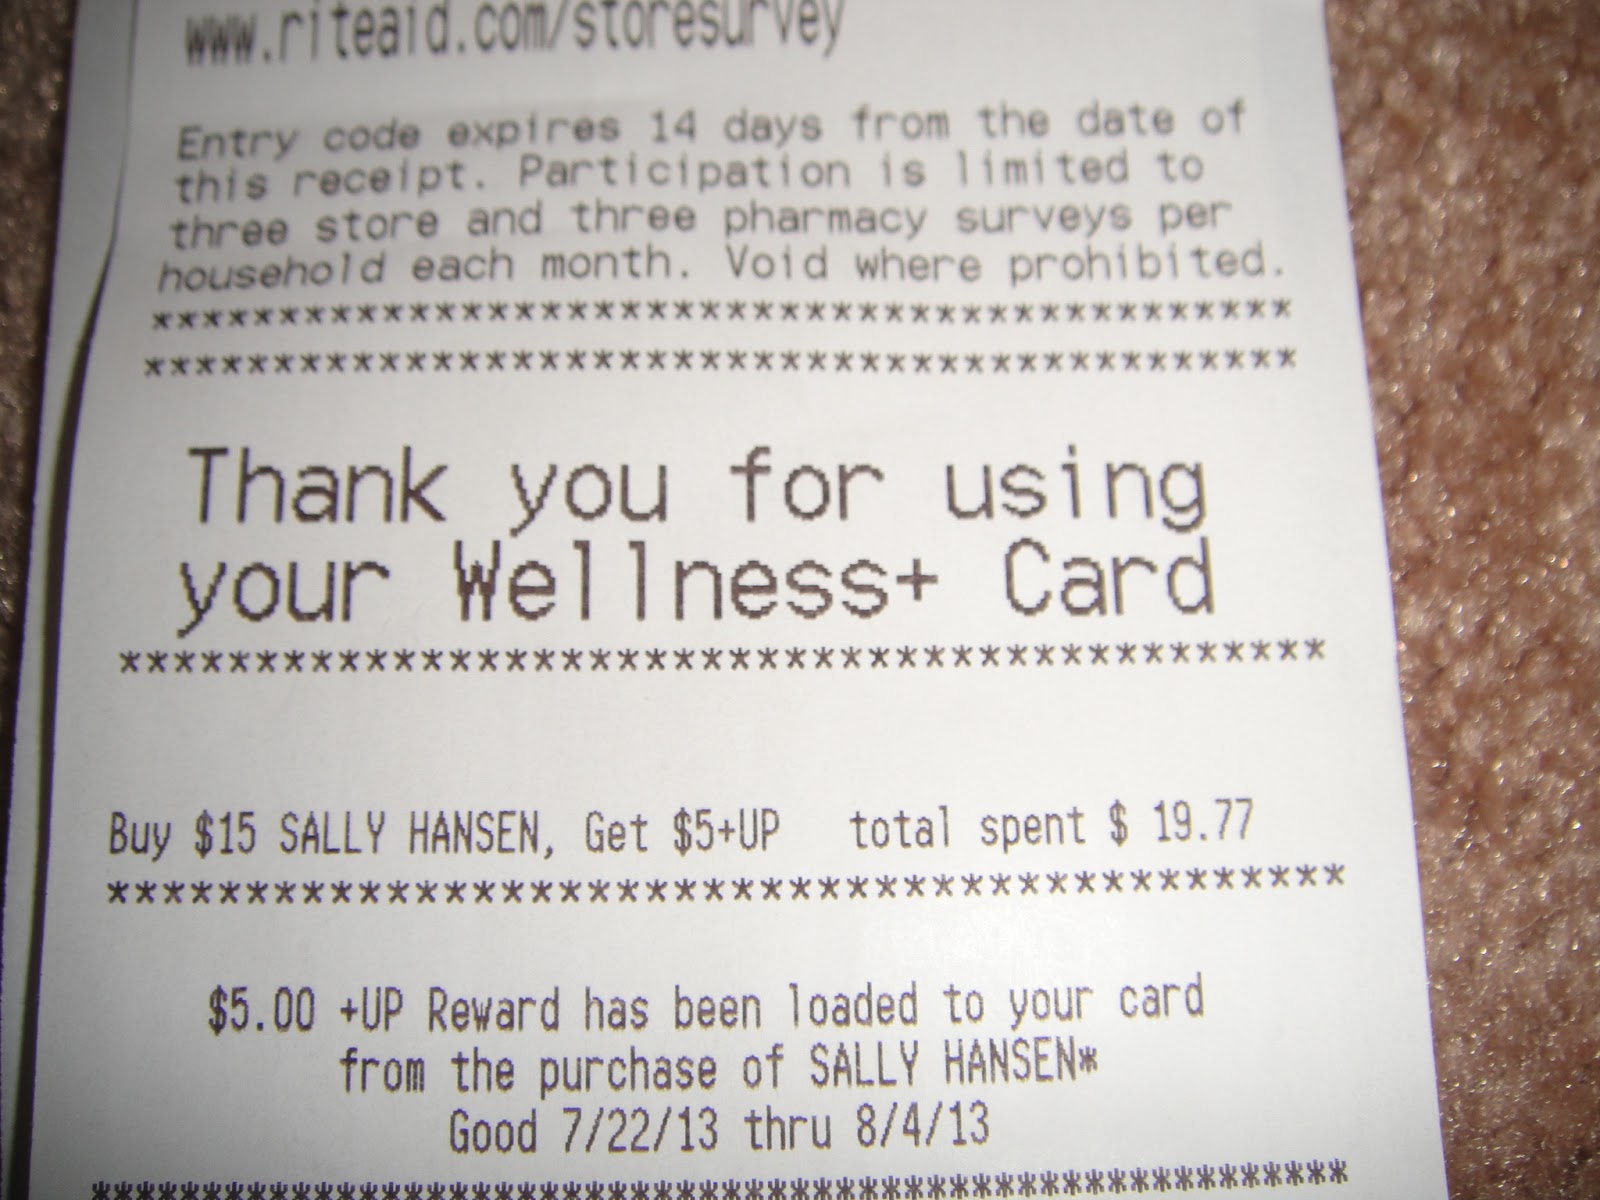 www.riteaid.com/storesurvey
Entry code expires 14 days from the date of
this receipt. Participation is limited to
three store and three pharmacy surveys per
household each month. Void where prohibited.
********************************************
********************************************
Thank you for using
your Wellness+ Card
********************************************
Buy $15 SALLY HANSEN, Get $5+UP total spent $ 19.77
********************************************
$5.00 +UP Reward has been loaded to your card
from the purchase of SALLY HANSEN*
Good 7/22/13 thru 8/4/13
********************************************